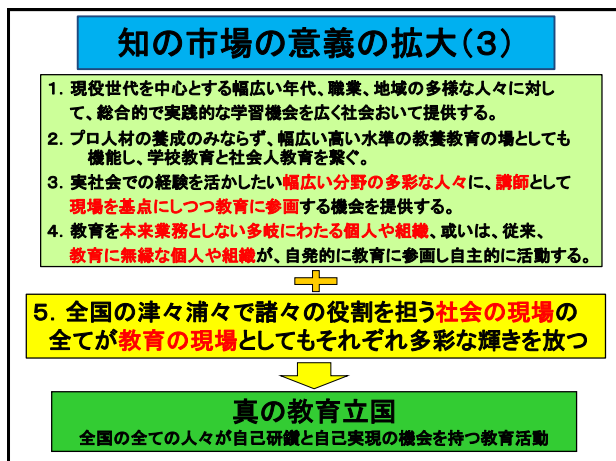 知の市場の意義の拡大(3)
1. 現役世代を中心とする幅広い年代、職業、地域の多様な人々に対し
て、総合的で実践的な学習機会を広く社会おいて提供する。
2. プロ人材の養成のみならず、幅広い高い水準の教養教育の場としても
機能し、学校教育と社会人教育を繋ぐ。
3. 実社会での経験を活かしたい幅広い分野の多彩な人々に、講師として
現場を基点にしつつ教育に参画する機会を提供する。
4. 教育を本来業務としない多岐にわたる個人や組織、或いは、従来、
教育に無縁な個人や組織が、自発的に教育に参画し自主的に活動する。
5. 全国の津々浦々で諸々の役割を担う社会の現場の
全てが教育の現場としてもそれぞれ多彩な輝きを放つ
真の教育立国
全国の全ての人々が自己研鑽と自己実現の機会を持つ教育活動